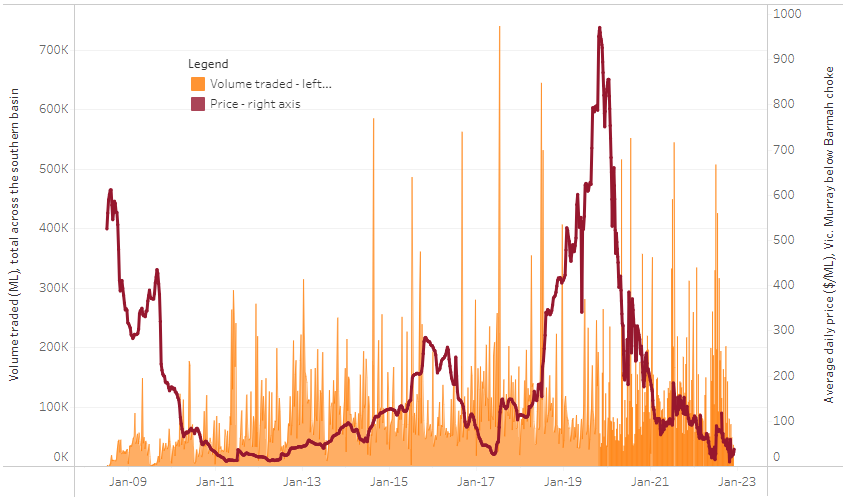 Legend
Volume traded - left...
Price - right axis
Volume traded (ML), total across the southern basin
700K
600K
500K
400K
300K
200K
100K
0K
1000
900
800
700
600
500
400
300
200
100
0
Average daily price ($/ML), Vic. Murray below Barmah choke
Jan-09
Jan-11
Jan-13
Jan-15
Jan-17
Jan-19
Jan-21
Jan-23